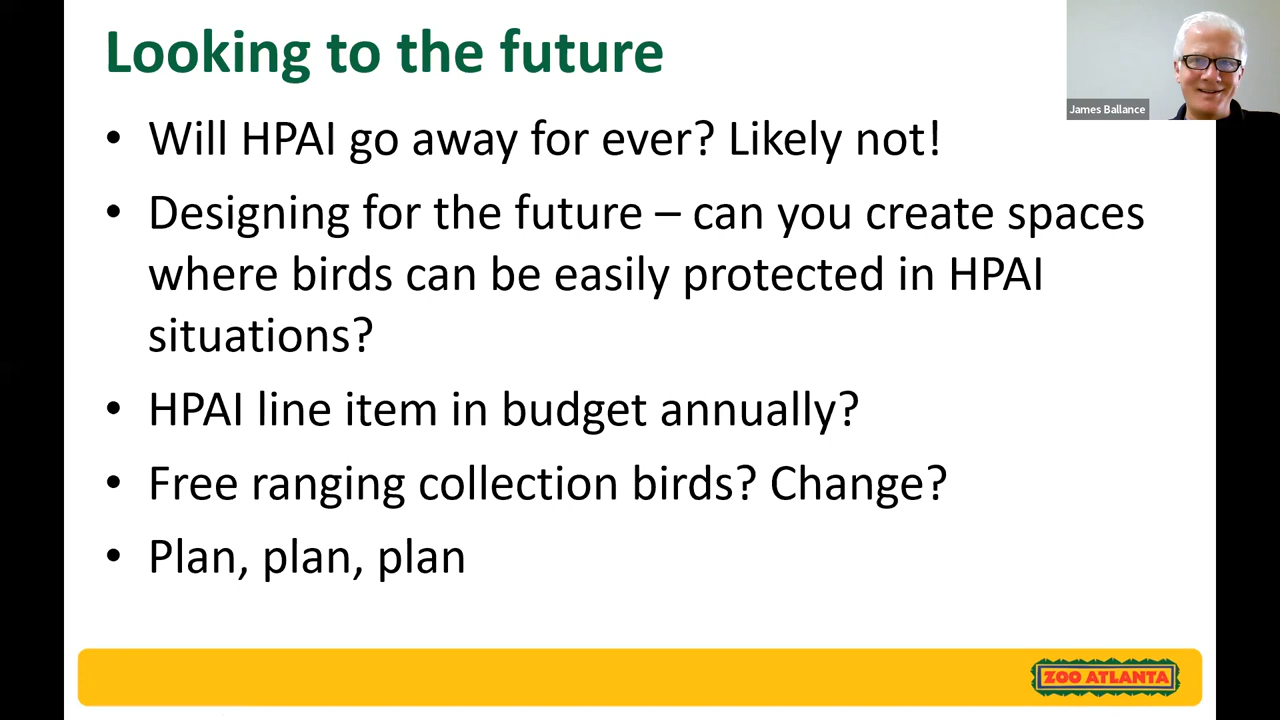 Looking to the future
James Ballance
• Will HPAI go away for ever? Likely not!
• Designing for the future – can you create spaces
where birds can be easily protected in HPAI
situations?
• HPAI line item in budget annually?
• Free ranging collection birds? Change?
• Plan, plan, plan
ZOO ATLANTA